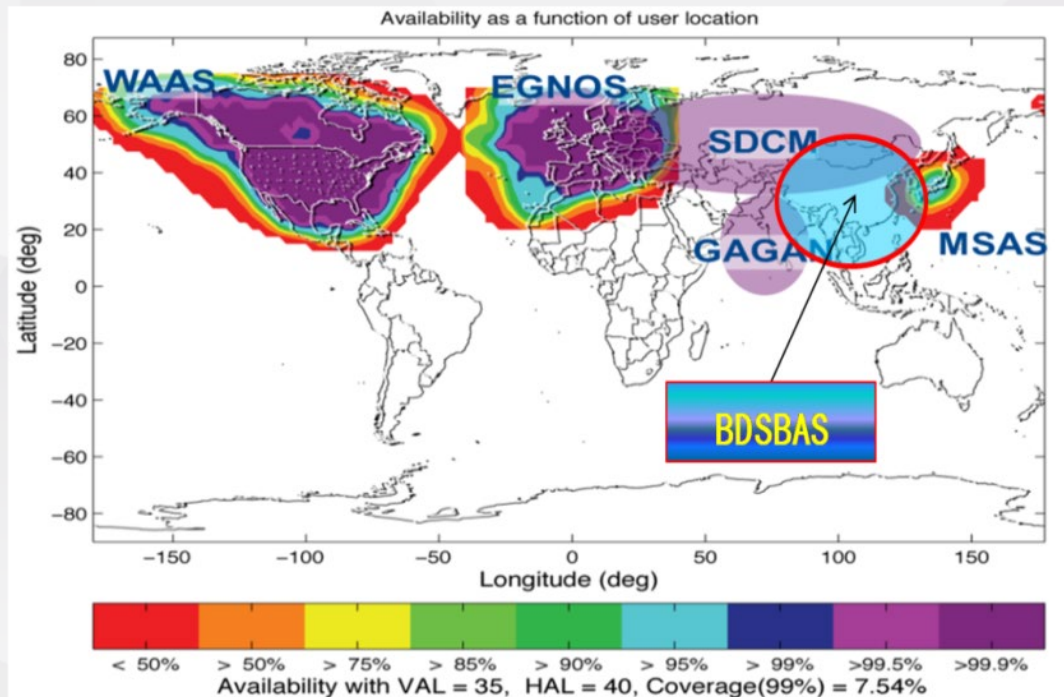 Availability as a function of user location
80
60
40
20
0
−20
−40
−60
−80
Latitude (deg)
WAAS
EGNOS
SDCM
GAGAN
MSAS
BDSBAS
−150 −100 −50 0 50 100 150
Longitude (deg)
< 50% > 50% > 75% > 85% > 90% > 95% > 99% >99.5% >99.9%
Availability with VAL = 35, HAL = 40, Coverage(99%) = 7.54%